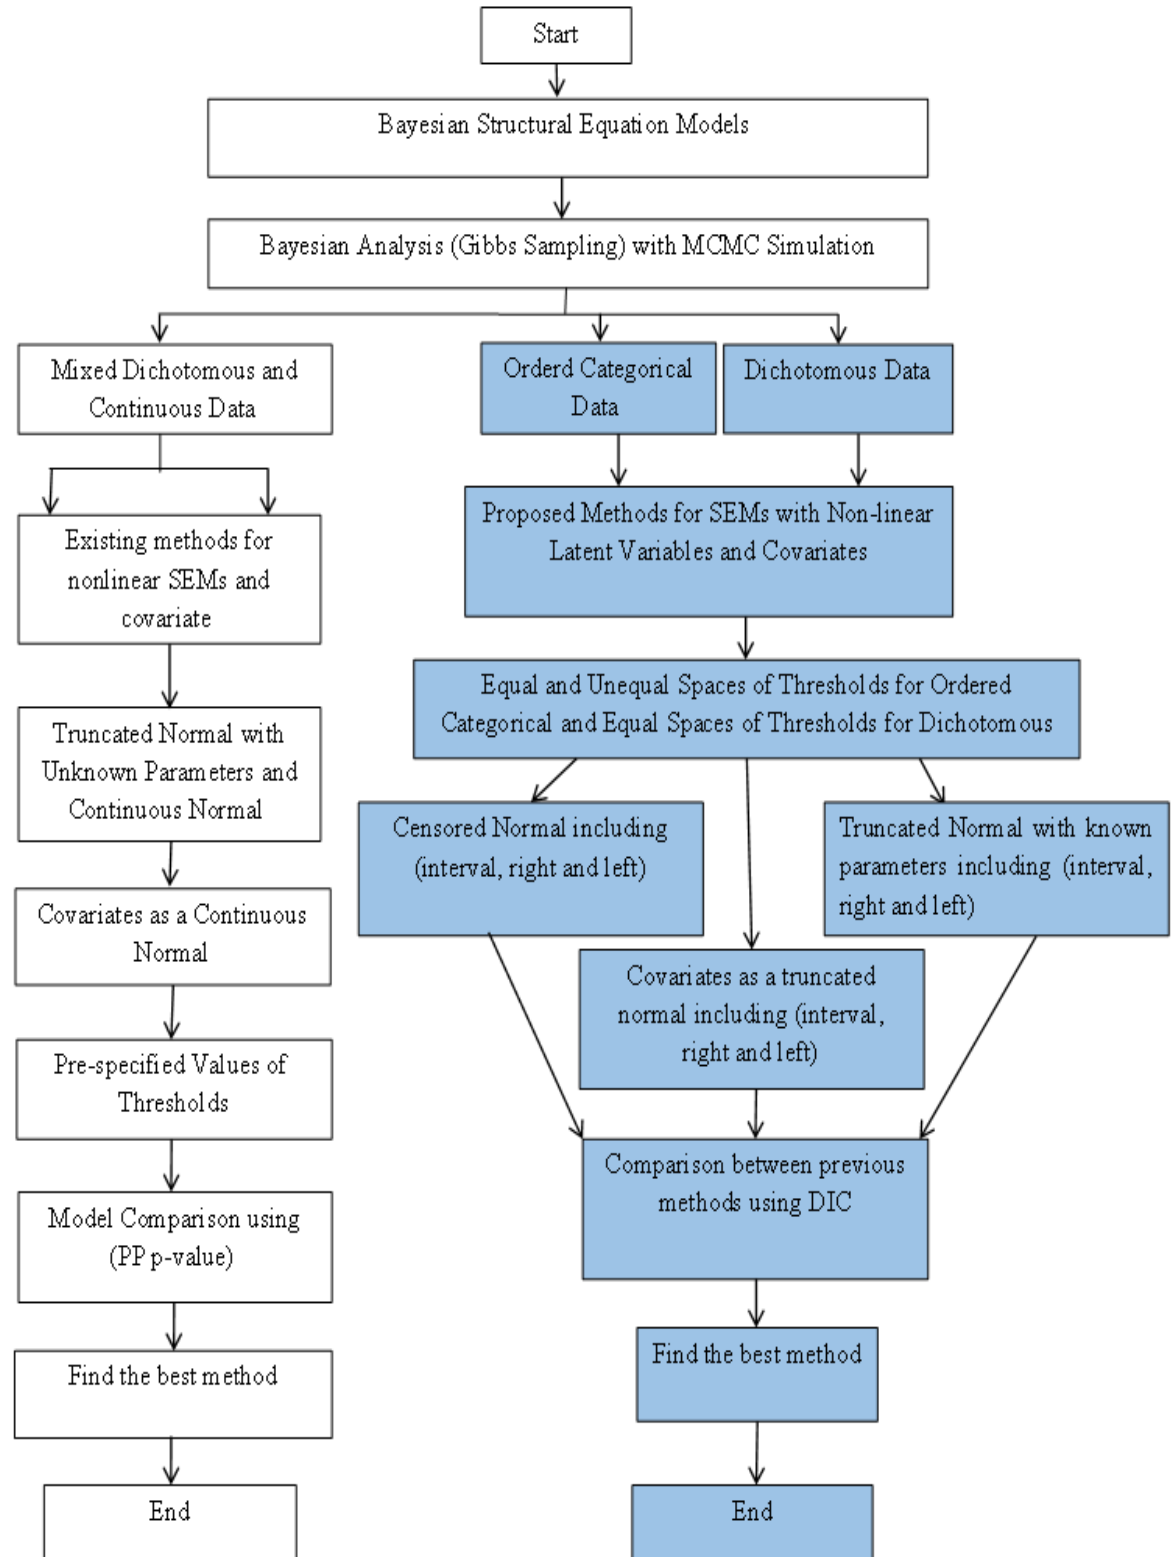 Start
Bayesian Structural Equation Models
Bayesian Analysis (Gibbs Sampling) with MCMC Simulation
Mixed Dichotomous and
Continuous Data
Orderd Categorical
Data
Dichotomous Data
Existing methods for
nonlinear SEMs and
covariate
Proposed Methods for SEMs with Non-linear
Latent Variables and Covariates
Truncated Normal with
Unknown Parameters and
Continuous Normal
Equal and Unequal Spaces of Thresholds for Ordered
Categorical and Equal Spaces of Thresholds for Dichotomous
Censored Normal including
(interval, right and left)
Truncated Normal with known
parameters including (interval,
right and left)
Covariates as a Continuous
Normal
Covariates as a truncated
normal including (interval,
right and left)
Pre-specified Values of
Thresholds
Comparison between previous
methods using DIC
Model Comparison using
(PP p-value)
Find the best method
Find the best method
End
End